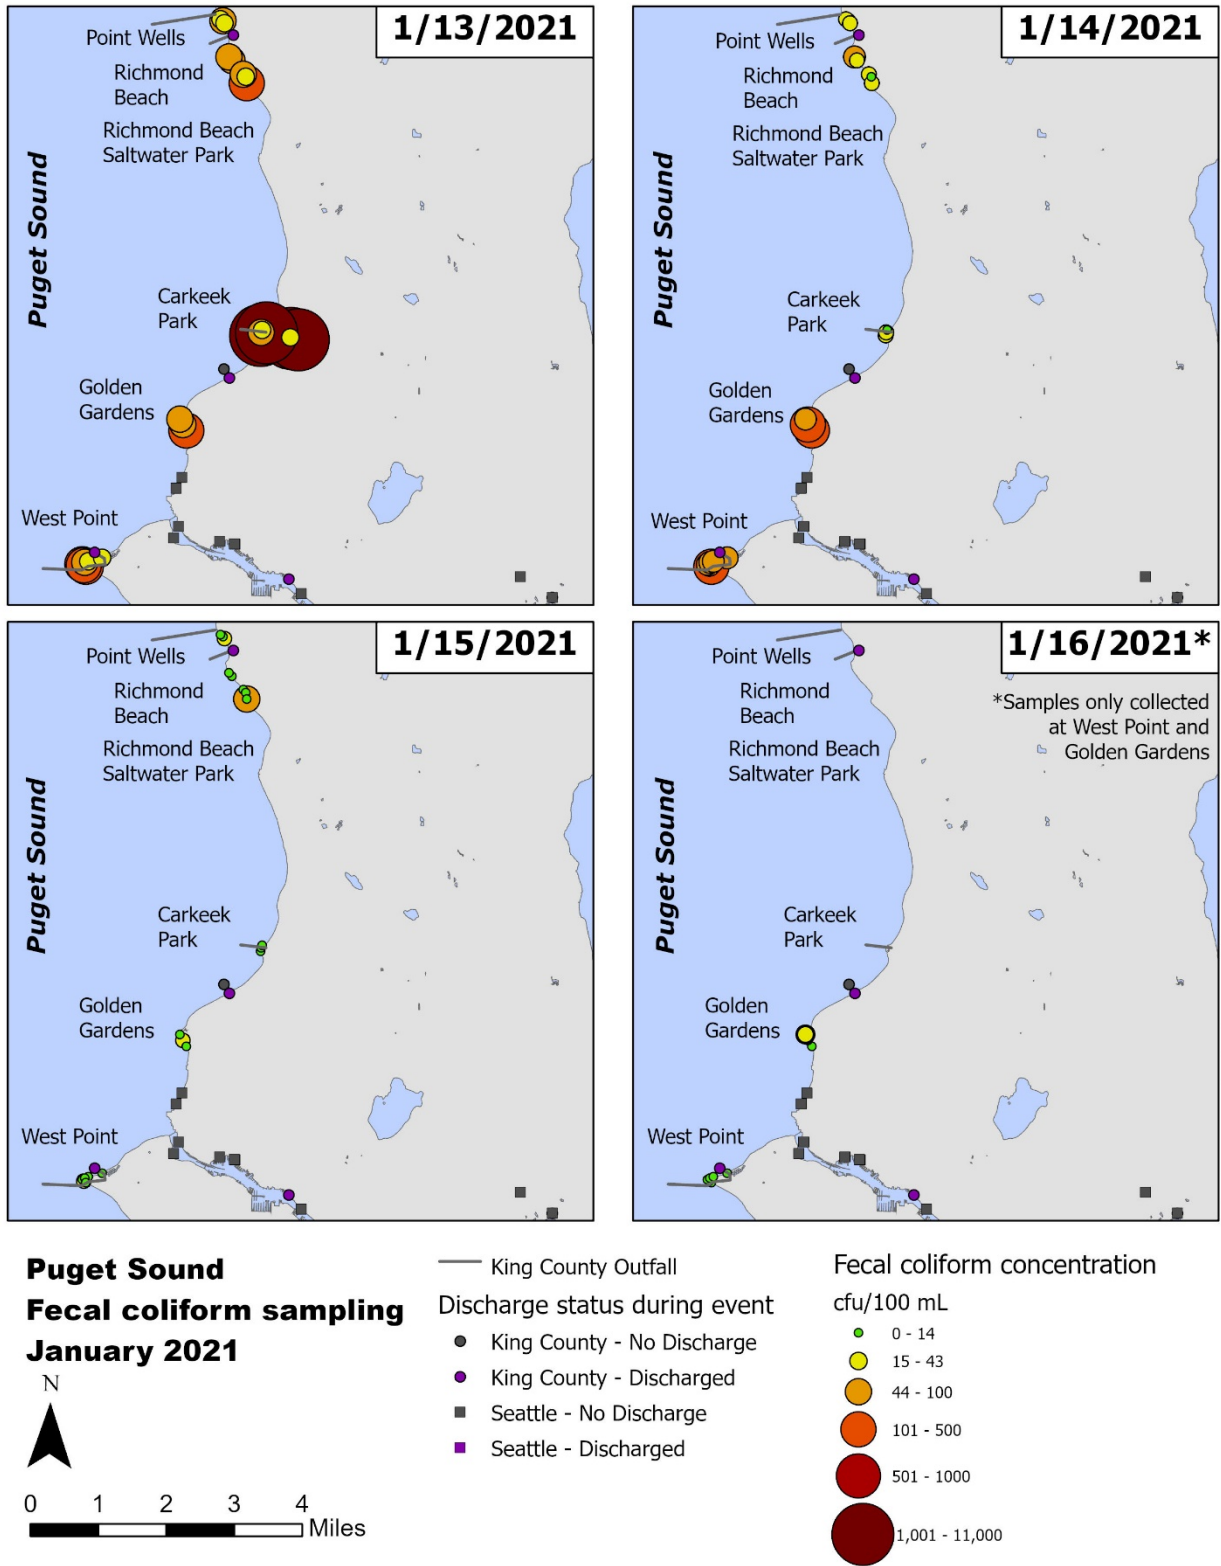 1/13/2021
Point Wells
Richmond
Beach
Richmond Beach
Saltwater Park
Puget Sound
Carkeek
Park
Golden
Gardens
West Point
1/14/2021
Point Wells
Richmond
Beach
Richmond Beach
Saltwater Park
Puget Sound
Carkeek
Park
Golden
Gardens
West Point
1/15/2021
Point Wells
Richmond
Beach
Richmond Beach
Saltwater Park
Puget Sound
Carkeek
Park
Golden
Gardens
West Point
1/16/2021*
*Samples only collected
at West Point and
Golden Gardens
Point Wells
Richmond
Beach
Richmond Beach
Saltwater Park
Puget Sound
Carkeek
Park
Golden
Gardens
West Point
Puget Sound
Fecal coliform sampling
January 2021
N
0 1 2 3 4
Miles
King County Outfall
Discharge status during event
King County - No Discharge
King County - Discharged
Seattle - No Discharge
Seattle - Discharged
Fecal coliform concentration
cfu/100 mL
0 - 14
15 - 43
44 - 100
101 - 500
501 - 1000
1,001 - 11,000